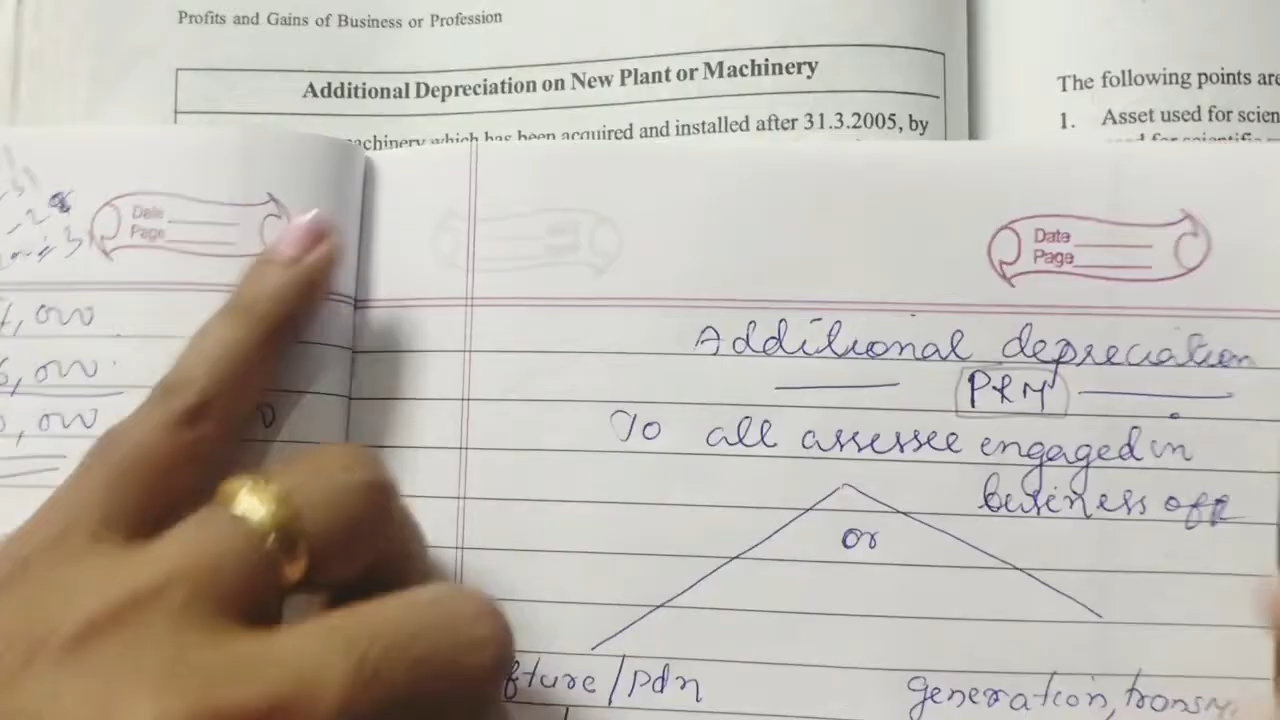 Profits and Gains of Business or Profession
Additional Depreciation on New Plant or Machinery
achinery which has been acquired and installed after 31.3.2005, by
The following points are
1. Asset used for scien
Date
Page
Date
Page
Additional depreciation
P&M
To all assessee engaged in
business of
or
fture/pdn
generation, transm